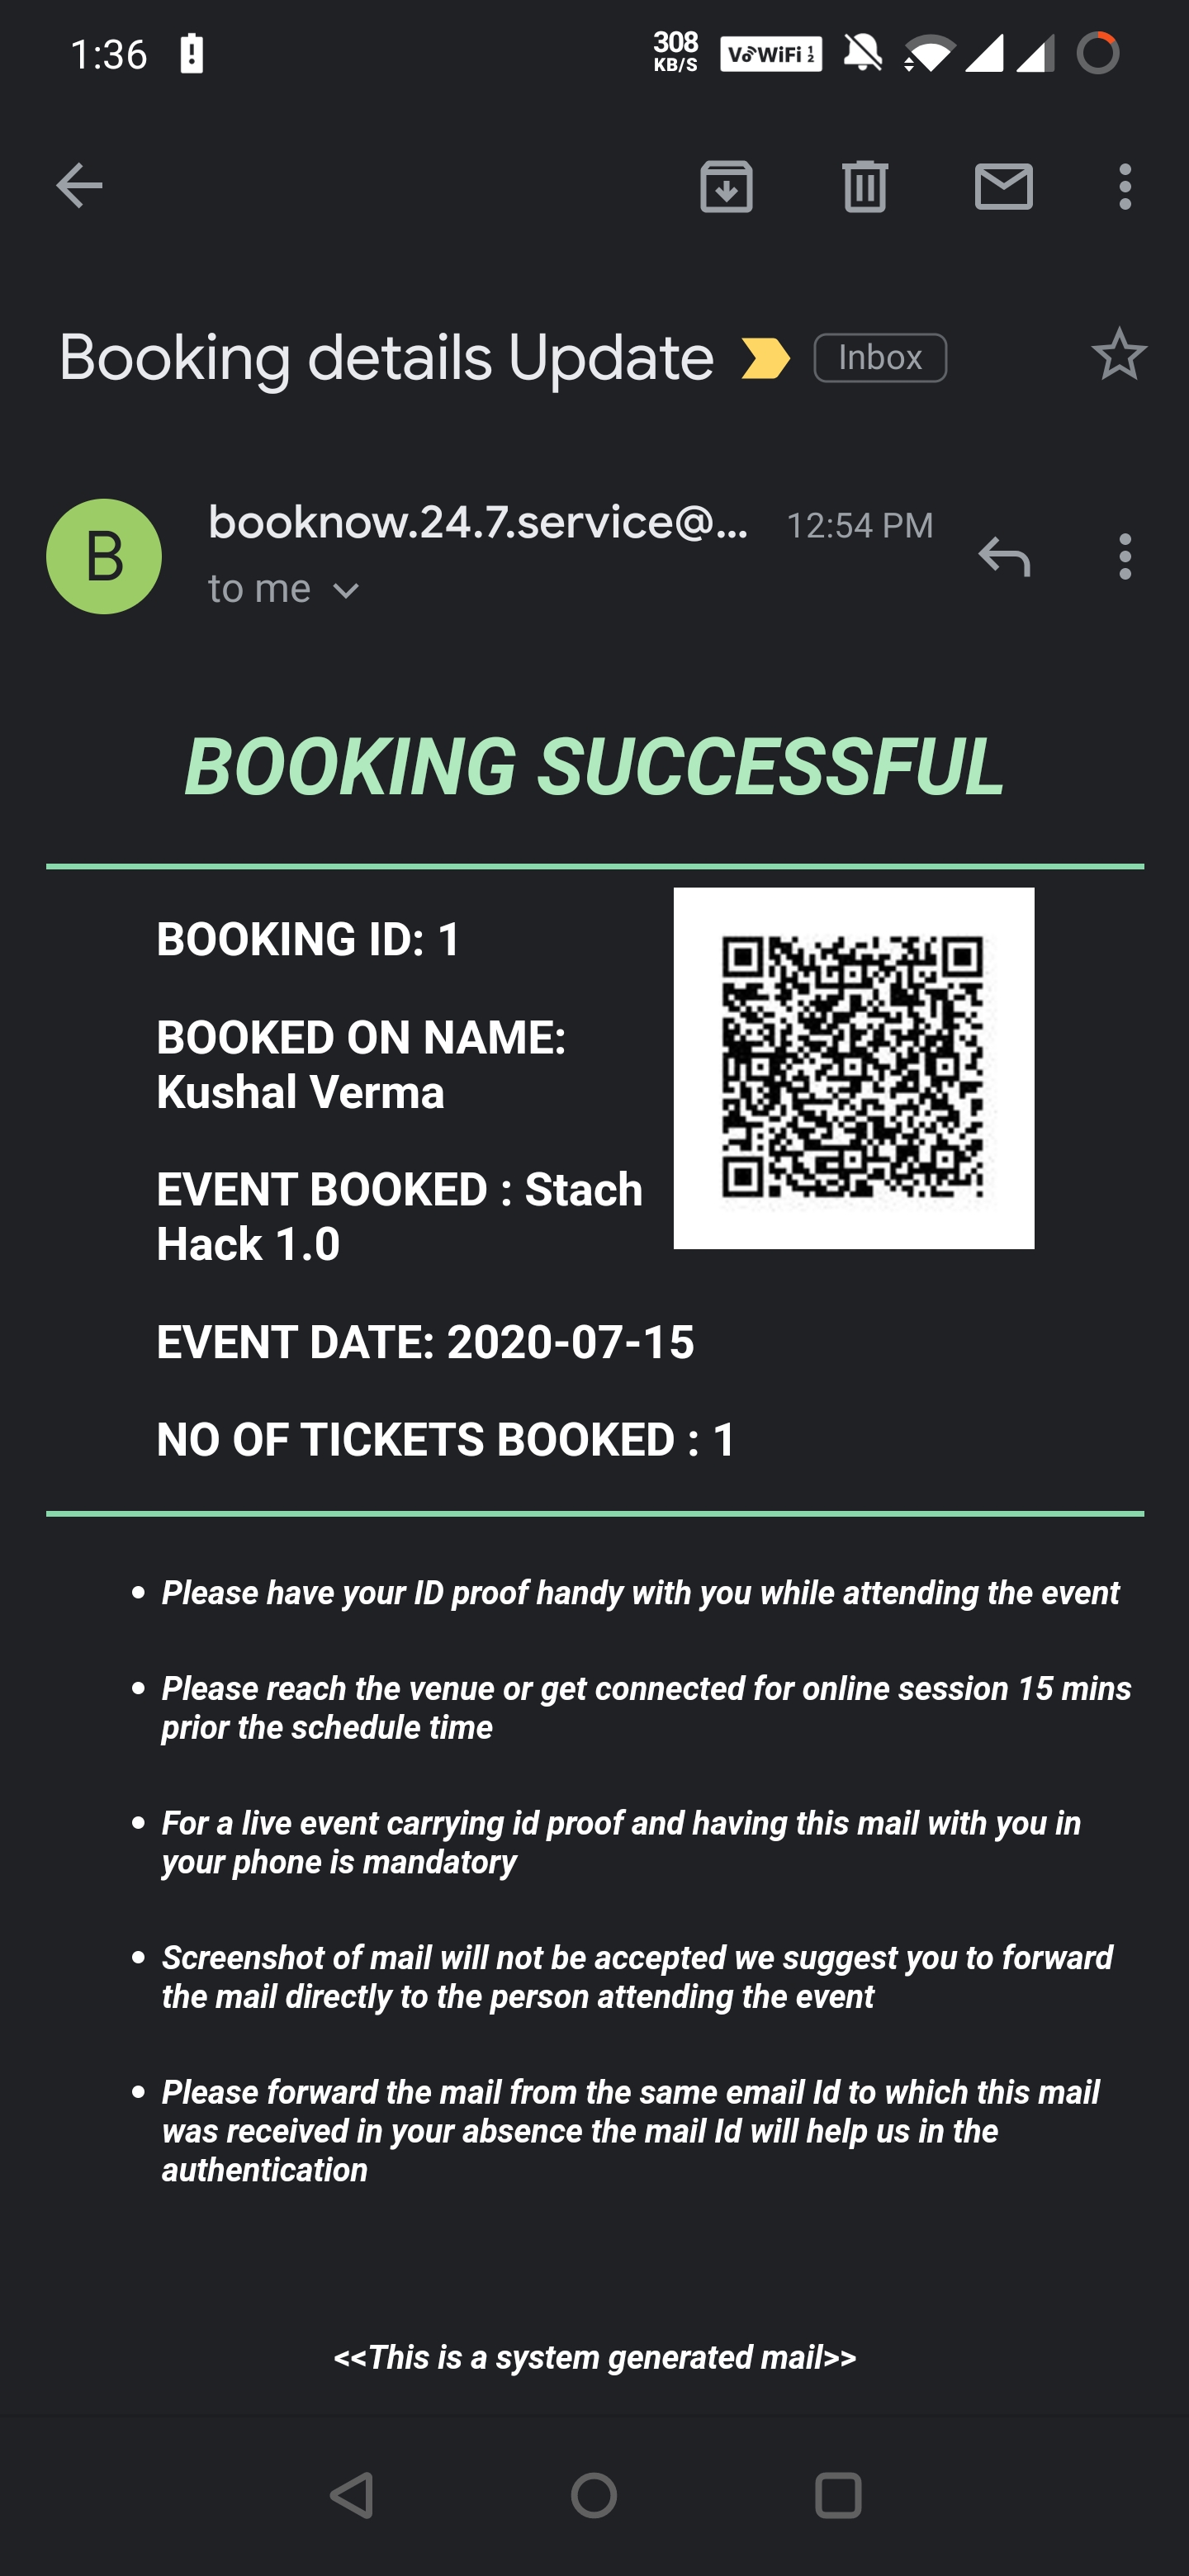 1:36
308
KB/S
VoWiFi 1 2
Booking details Update
Inbox
B
booknow.24.7.service@...
12:54 PM
to me
BOOKING SUCCESSFUL
BOOKING ID: 1
BOOKED ON NAME:
Kushal Verma
EVENT BOOKED : Stach
Hack 1.0
EVENT DATE: 2020-07-15
NO OF TICKETS BOOKED : 1
• Please have your ID proof handy with you while attending the event
• Please reach the venue or get connected for online session 15 mins
prior the schedule time
• For a live event carrying id proof and having this mail with you in
your phone is mandatory
• Screenshot of mail will not be accepted we suggest you to forward
the mail directly to the person attending the event
• Please forward the mail from the same email Id to which this mail
was received in your absence the mail Id will help us in the
authentication
<<This is a system generated mail>>